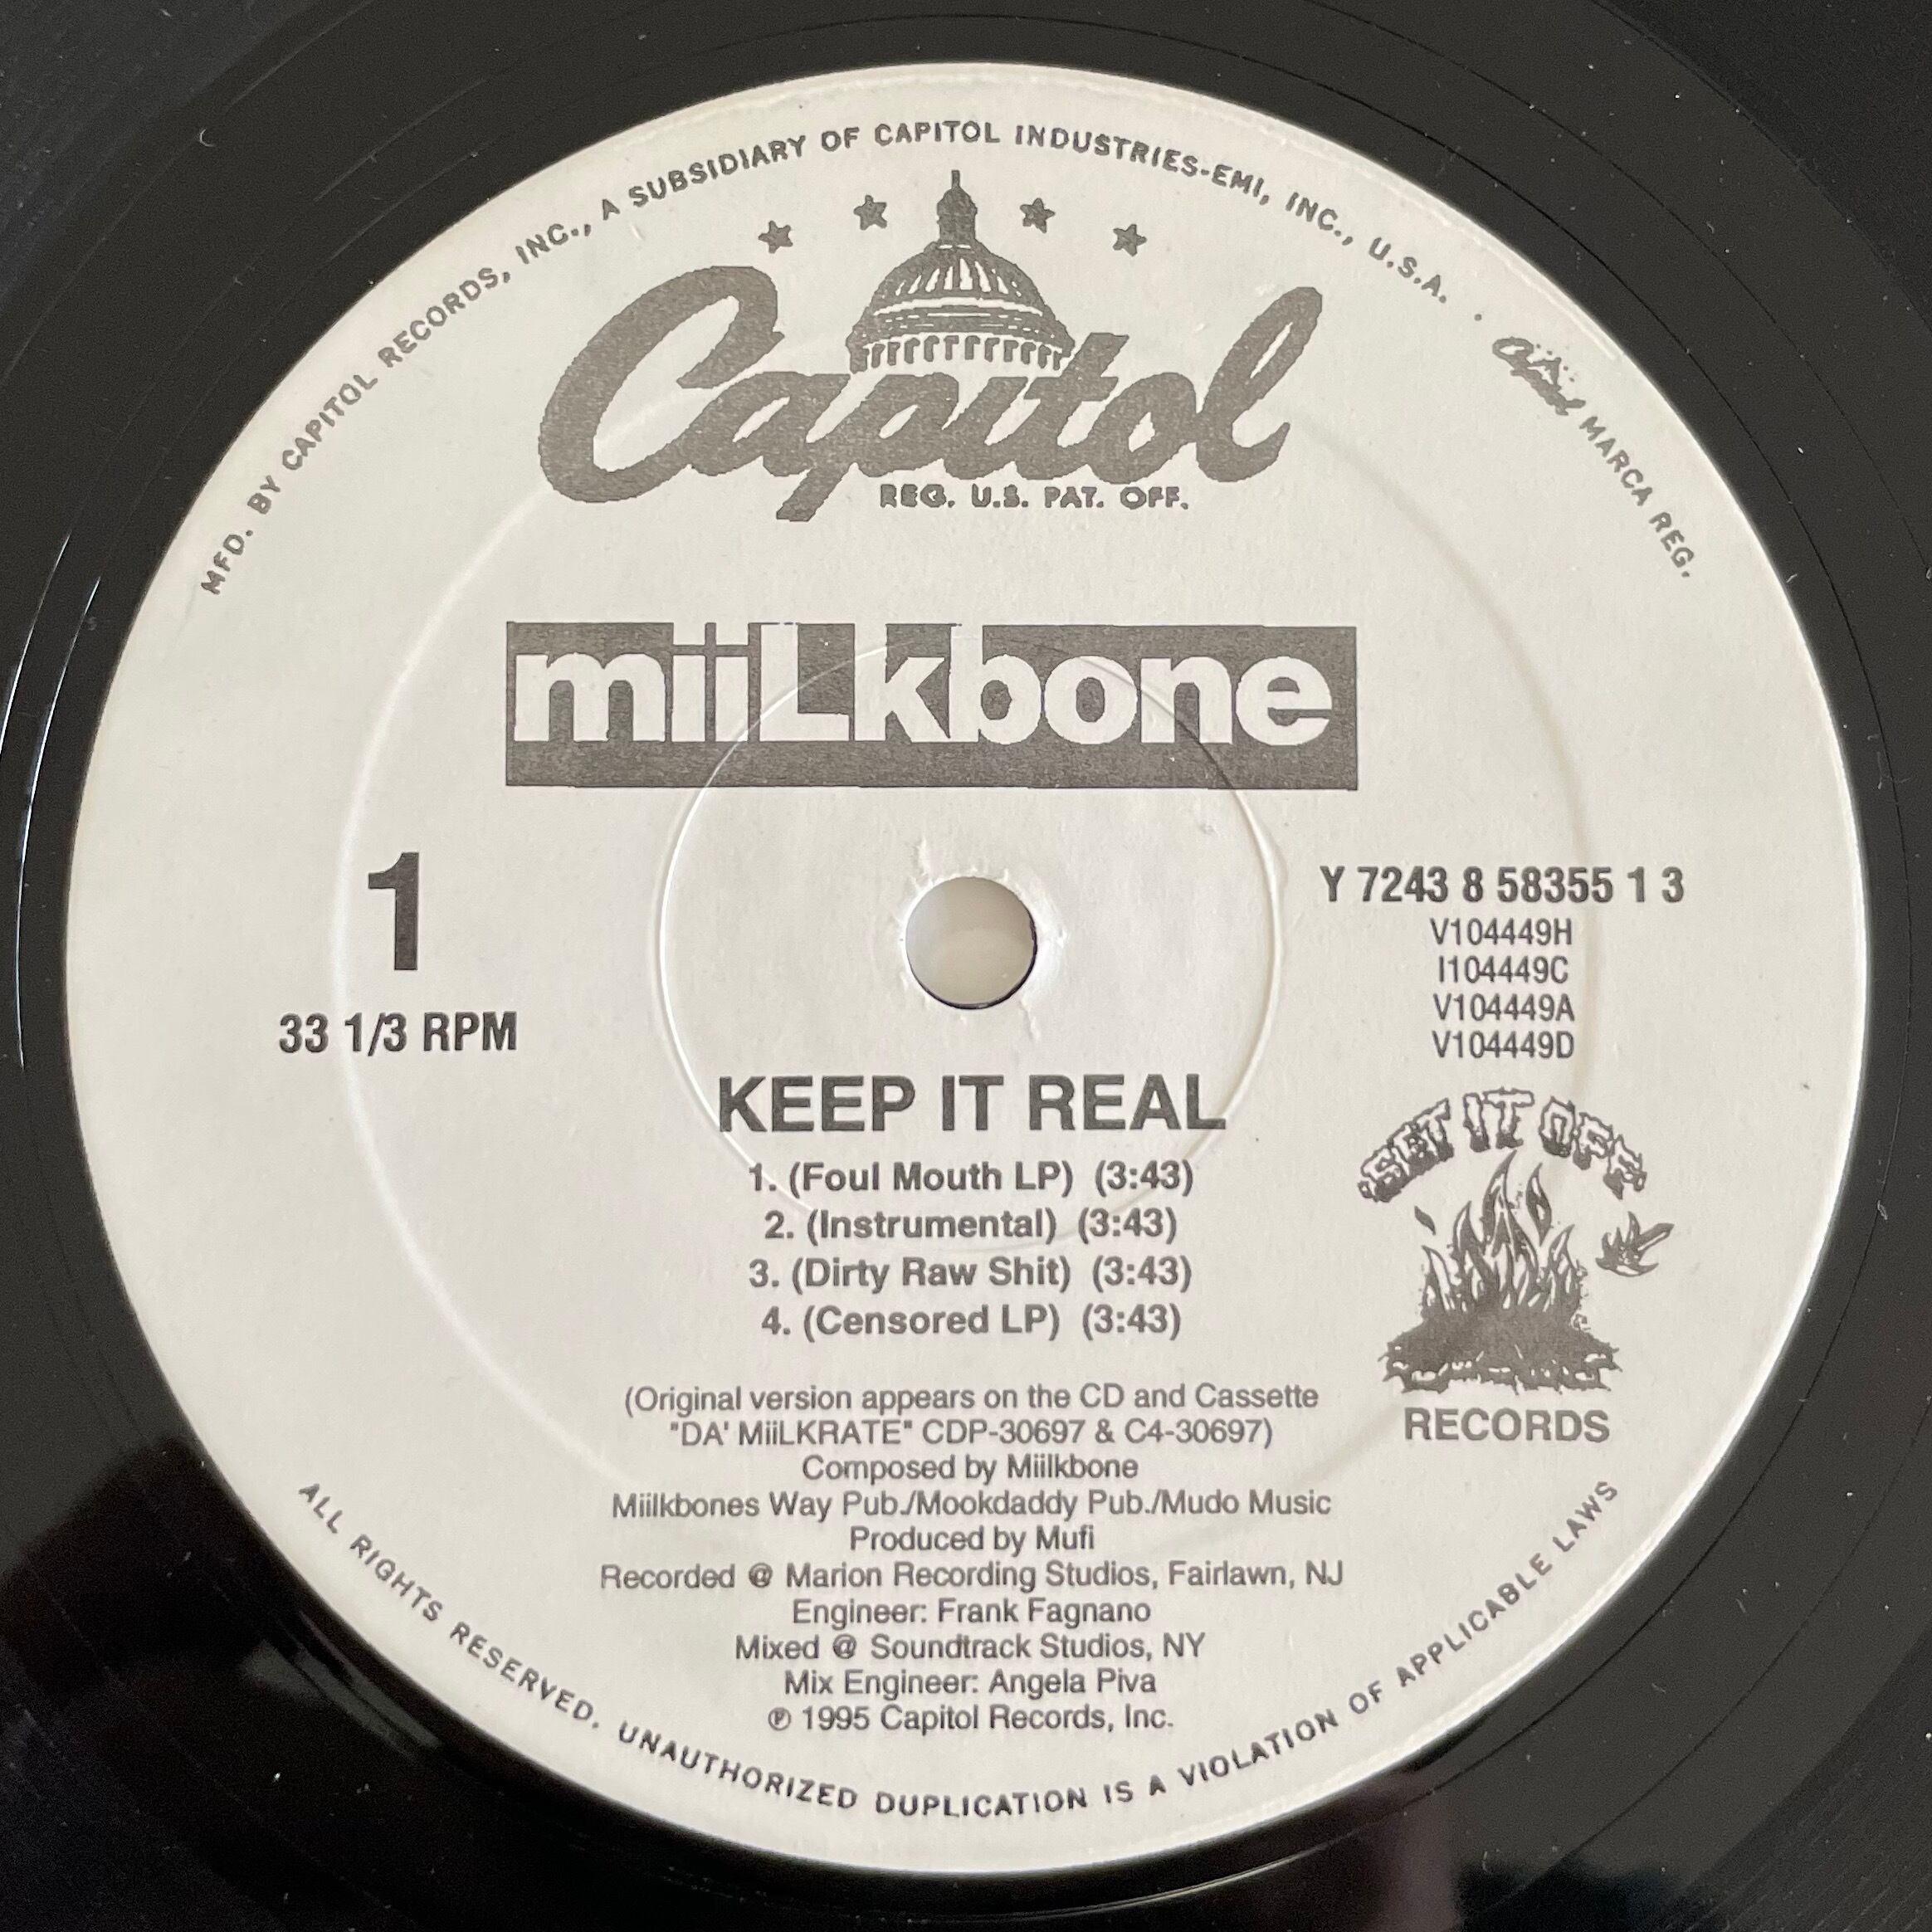 MFD. BY CAPITOL RECORDS, INC., A SUBSIDIARY OF CAPITOL INDUSTRIES-EMI, INC., U.S.A. · Capitol MARCA REG.
Capitol
REG. U.S. PAT. OFF.
miiLkbone
1
33 1/3 RPM
Y 7243 8 58355 1 3
V104449H
I104449C
V104449A
V104449D
SET IT OFF
RECORDS
KEEP IT REAL
1. (Foul Mouth LP) (3:43)
2. (Instrumental) (3:43)
3. (Dirty Raw Shit) (3:43)
4. (Censored LP) (3:43)
(Original version appears on the CD and Cassette
"DA' MiiLKRATE" CDP-30697 & C4-30697)
Composed by Miilkbone
Miilkbones Way Pub./Mookdaddy Pub./Mudo Music
Produced by Mufi
Recorded @ Marion Recording Studios, Fairlawn, NJ
Engineer: Frank Fagnano
Mixed @ Soundtrack Studios, NY
Mix Engineer: Angela Piva
℗ 1995 Capitol Records, Inc.
ALL RIGHTS RESERVED. UNAUTHORIZED DUPLICATION IS A VIOLATION OF APPLICABLE LAWS